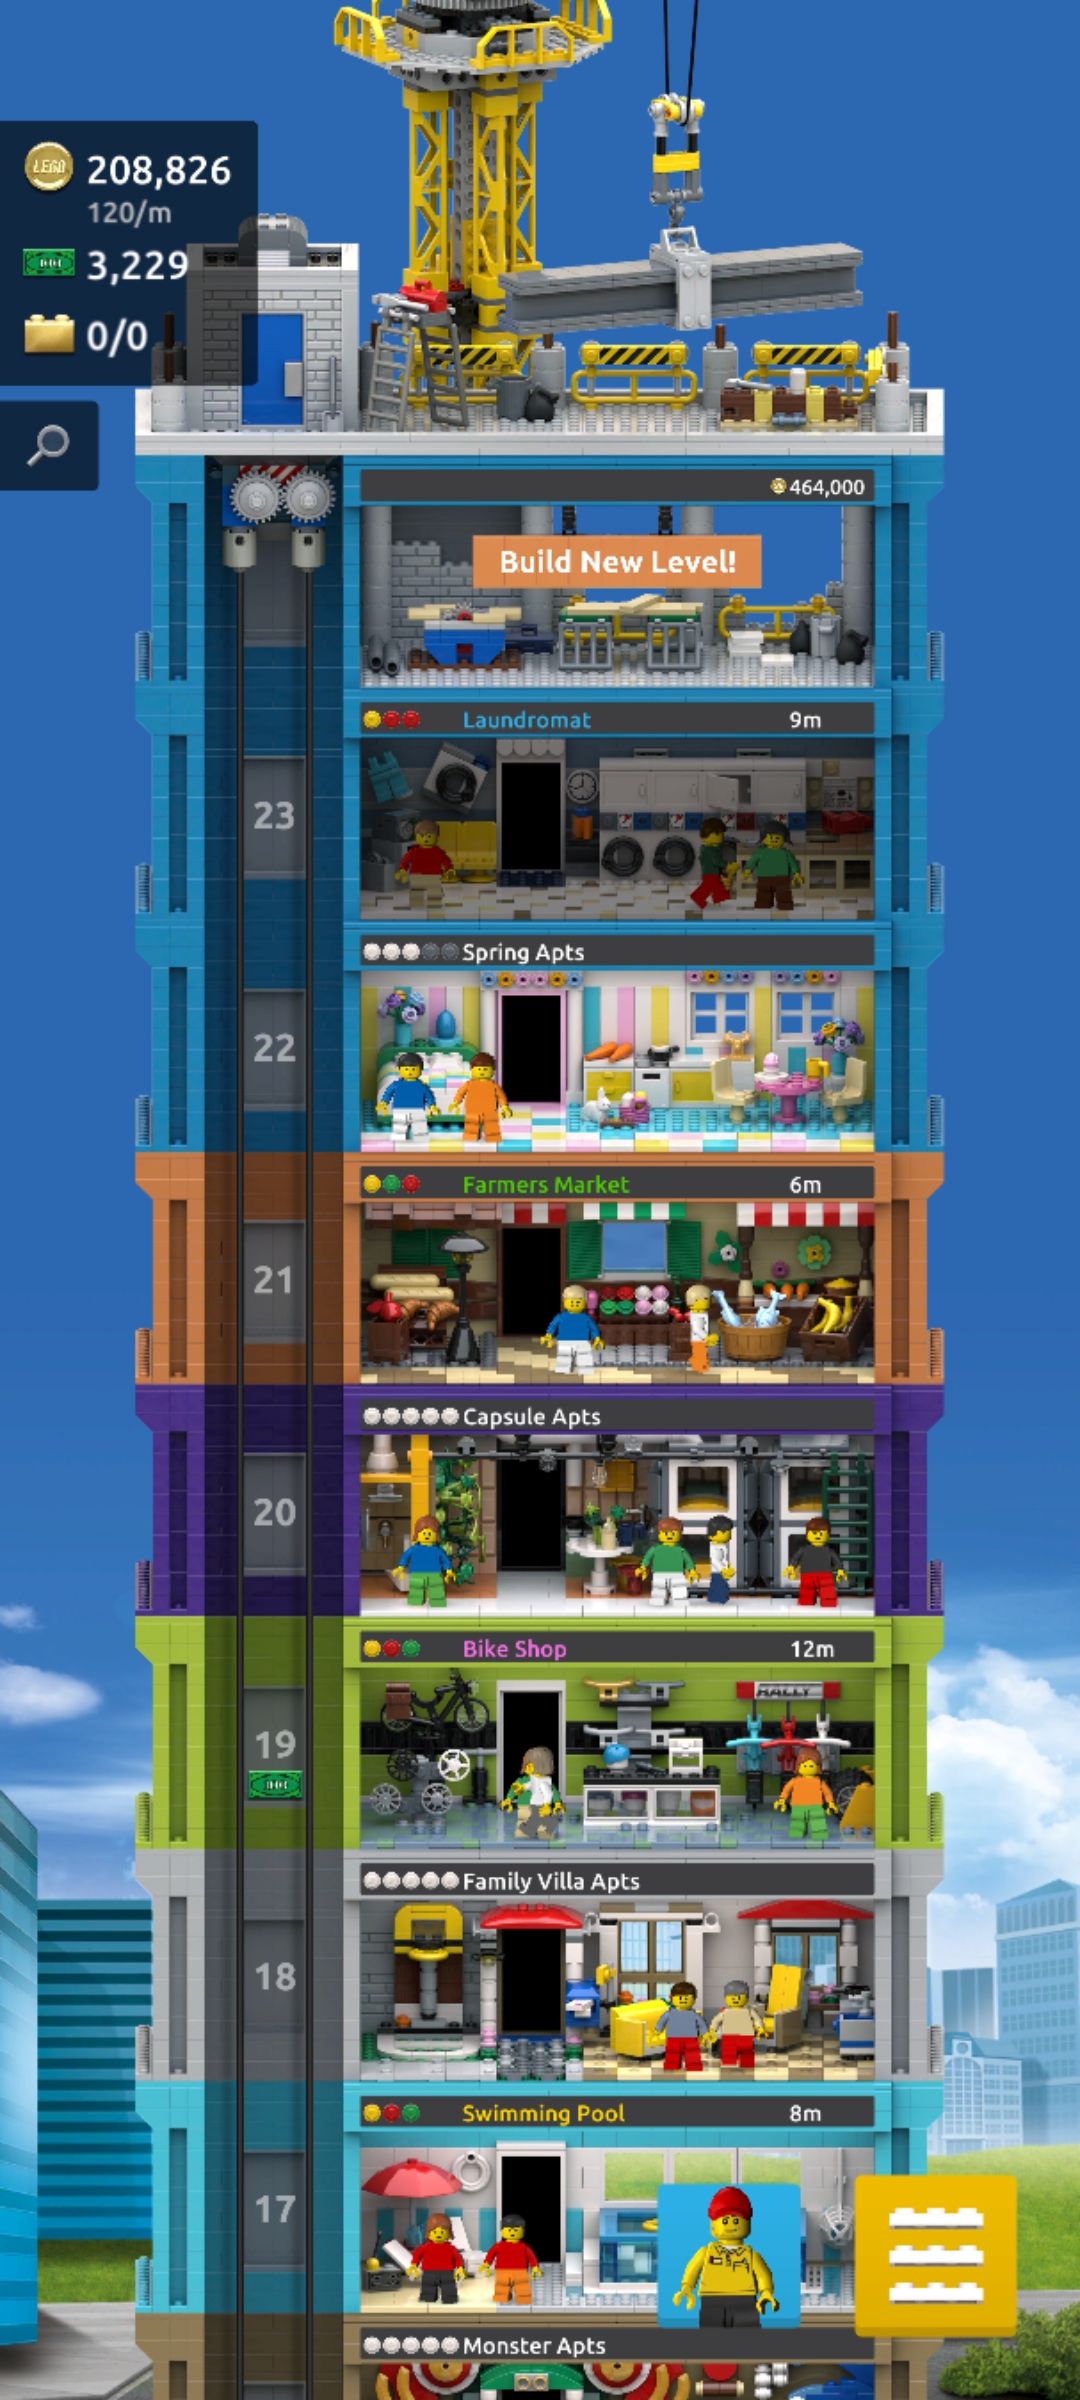 LEGO
208,826
120/m
3,229
0/0
464,000
Build New Level!
Laundromat 9m
23
Spring Apts
22
Farmers Market 6m
21
Capsule Apts
20
Bike Shop 12m
RALLY
19
Family Villa Apts
18
Swimming Pool 8m
17
Monster Apts